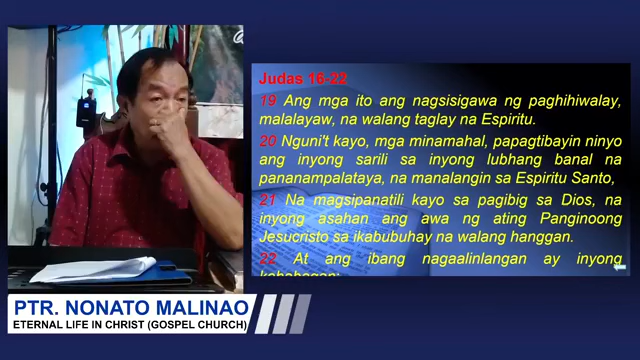 Judas 16-22
19 Ang mga ito ang nagsisigawa ng paghihiwalay,
malalayaw, na walang taglay na Espiritu.
20 Nguni't kayo, mga minamahal, papagtibayin ninyo
ang inyong sarili sa inyong lubhang banal na
pananampalataya, na manalangin sa Espiritu Santo,
21 Na magsipanatili kayo sa pagibig sa Dios, na
inyong asahan ang awa ng ating Panginoong
Jesucristo sa ikabubuhay na walang hanggan.
22 At ang ibang nagaalinlangan ay inyong
PTR. NONATO MALINAO
ETERNAL LIFE IN CHRIST (GOSPEL CHURCH)